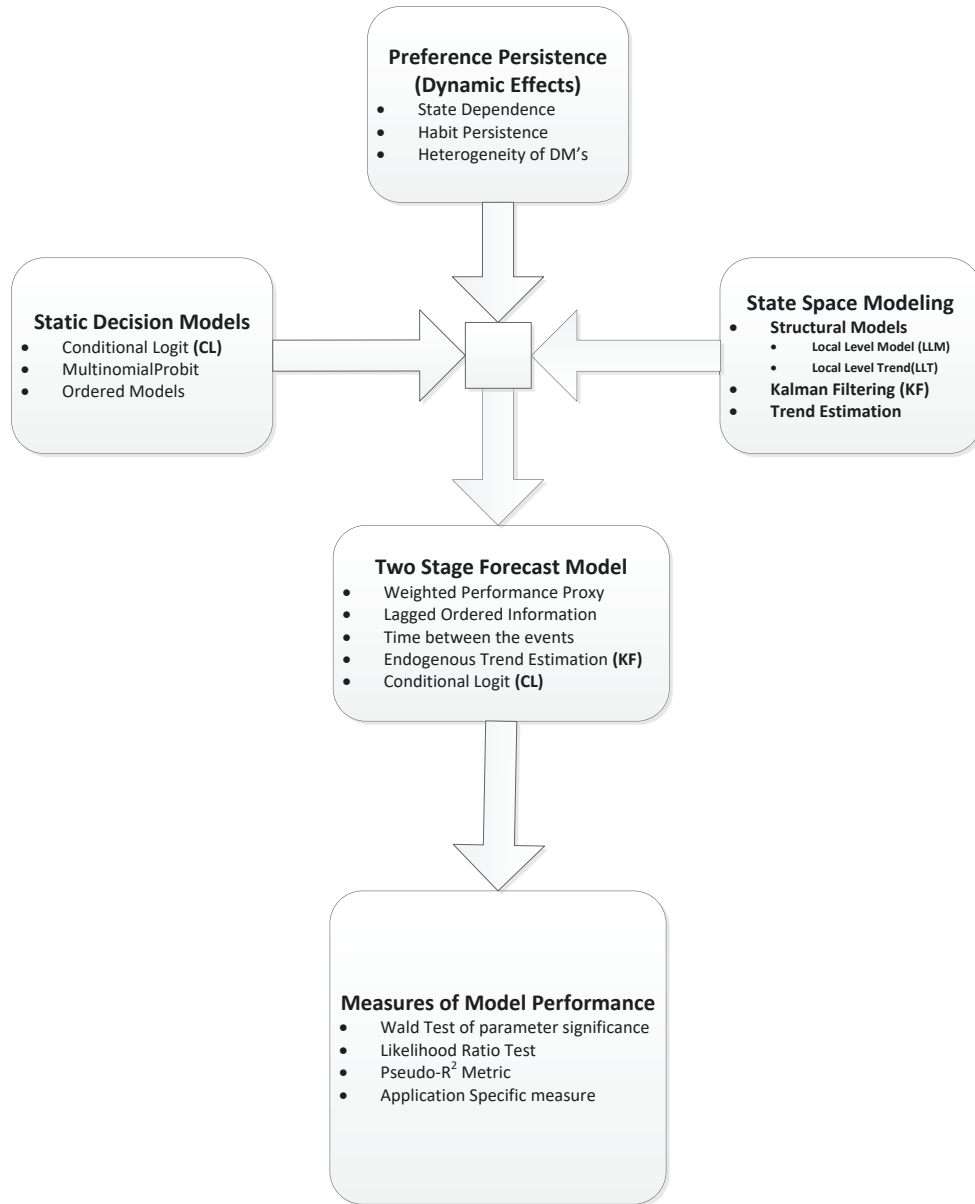 Preference Persistence
(Dynamic Effects)
• State Dependence
• Habit Persistence
• Heterogeneity of DM's
Static Decision Models
• Conditional Logit (CL)
• MultinomialProbit
• Ordered Models
State Space Modeling
• Structural Models
• Local Level Model (LLM)
• Local Level Trend(LLT)
• Kalman Filtering (KF)
• Trend Estimation
Two Stage Forecast Model
• Weighted Performance Proxy
• Lagged Ordered Information
• Time between the events
• Endogenous Trend Estimation (KF)
• Conditional Logit (CL)
Measures of Model Performance
• Wald Test of parameter significance
• Likelihood Ratio Test
• Pseudo-R² Metric
• Application Specific measure